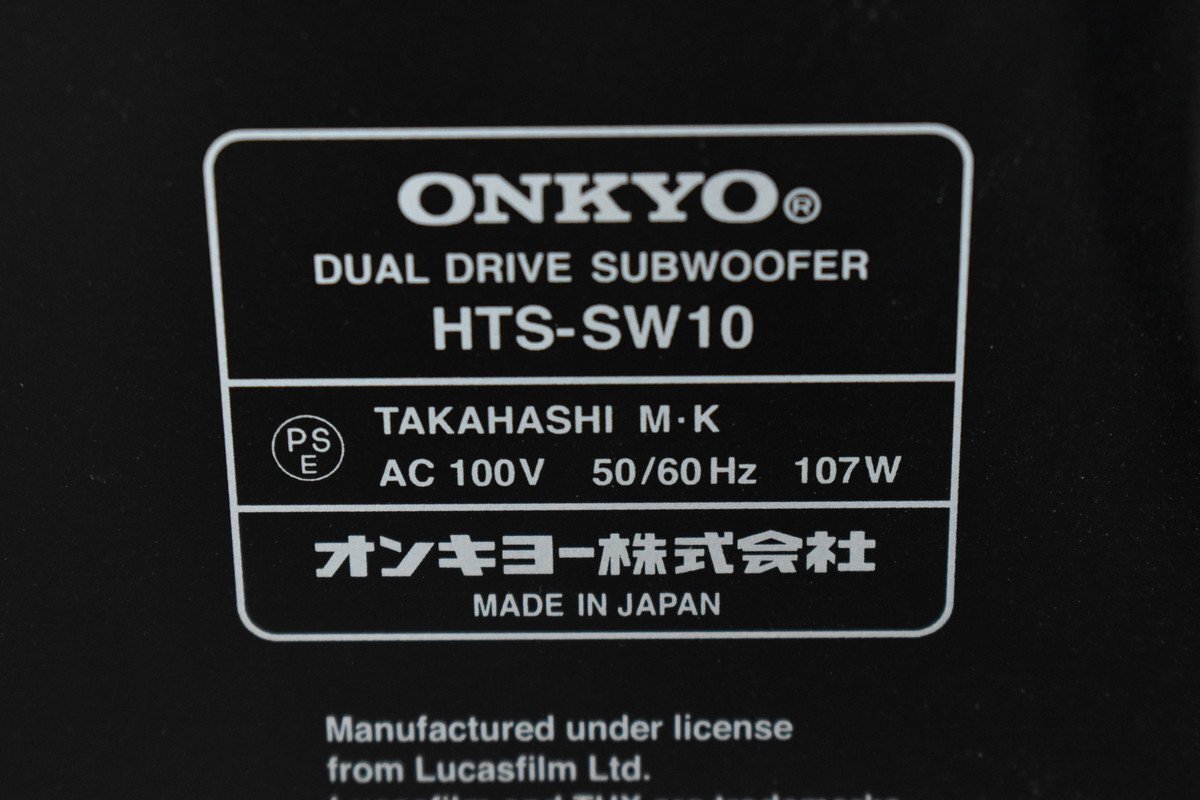 ONKYO®
DUAL DRIVE SUBWOOFER
HTS-SW10
PS
E
TAKAHASHI M·K
AC 100V 50/60Hz 107W
オンキヨー株式会社
MADE IN JAPAN
Manufactured under license
from Lucasfilm Ltd.